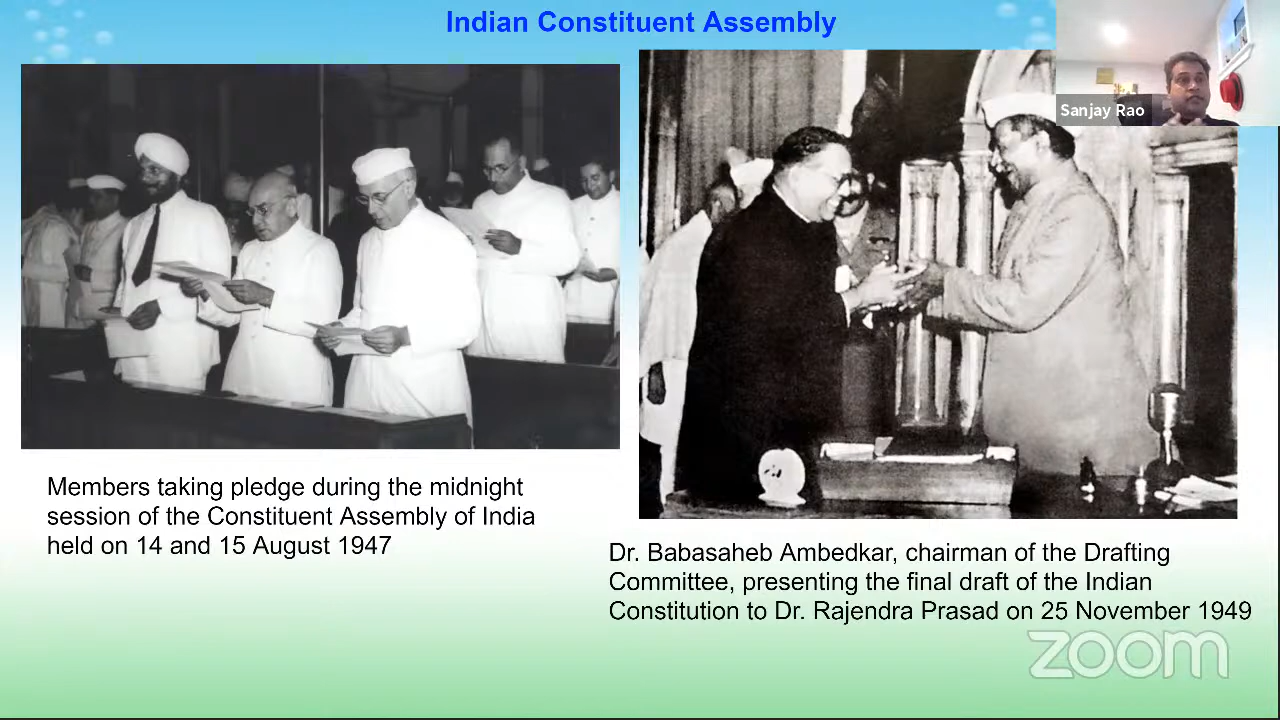 Indian Constituent Assembly
Sanjay Rao
Members taking pledge during the midnight
session of the Constituent Assembly of India
held on 14 and 15 August 1947
Dr. Babasaheb Ambedkar, chairman of the Drafting
Committee, presenting the final draft of the Indian
Constitution to Dr. Rajendra Prasad on 25 November 1949
zoom